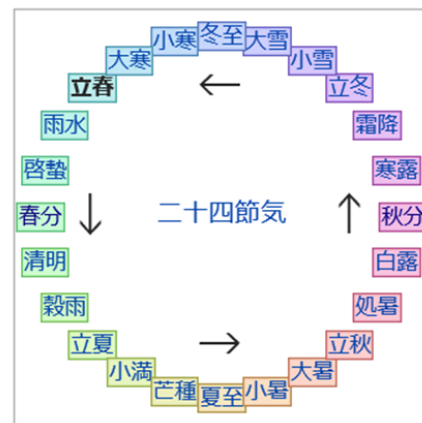 冬至
小寒
大寒
立春
雨水
啓蟄
春分
清明
穀雨
立夏
小満
芒種
夏至
小暑
大暑
立秋
処暑
白露
秋分
寒露
霜降
立冬
小雪
大雪
←
↓
→
↑
二十四節気